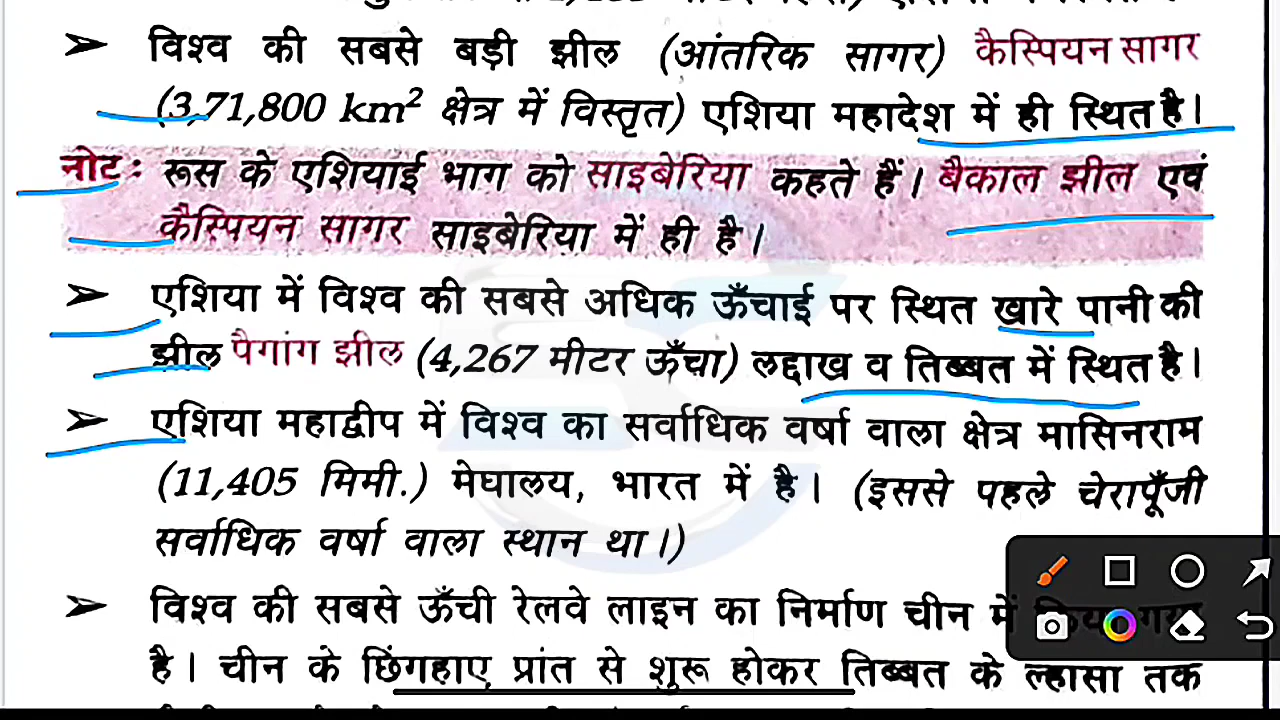 ➢ विश्व की सबसे बड़ी झील (आंतरिक सागर) कैस्पियन सागर
(3,71,800 km² क्षेत्र में विस्तृत) एशिया महादेश में ही स्थित है।
नोट: रूस के एशियाई भाग को साइबेरिया कहते हैं। बैकाल झील एवं
कैस्पियन सागर साइबेरिया में ही है।
➢ एशिया में विश्व की सबसे अधिक ऊँचाई पर स्थित खारे पानी की
झील पैगांग झील (4,267 मीटर ऊँचा) लद्दाख व तिब्बत में स्थित है।
➢ एशिया महाद्वीप में विश्व का सर्वाधिक वर्षा वाला क्षेत्र मासिनराम
(11,405 मिमी.) मेघालय, भारत में है। (इससे पहले चेरापूँजी
सर्वाधिक वर्षा वाला स्थान था।)
➢ विश्व की सबसे ऊँची रेलवे लाइन का निर्माण चीन में
है। चीन के छिंगहाए प्रांत से शुरू होकर तिब्बत के ल्हासा तक